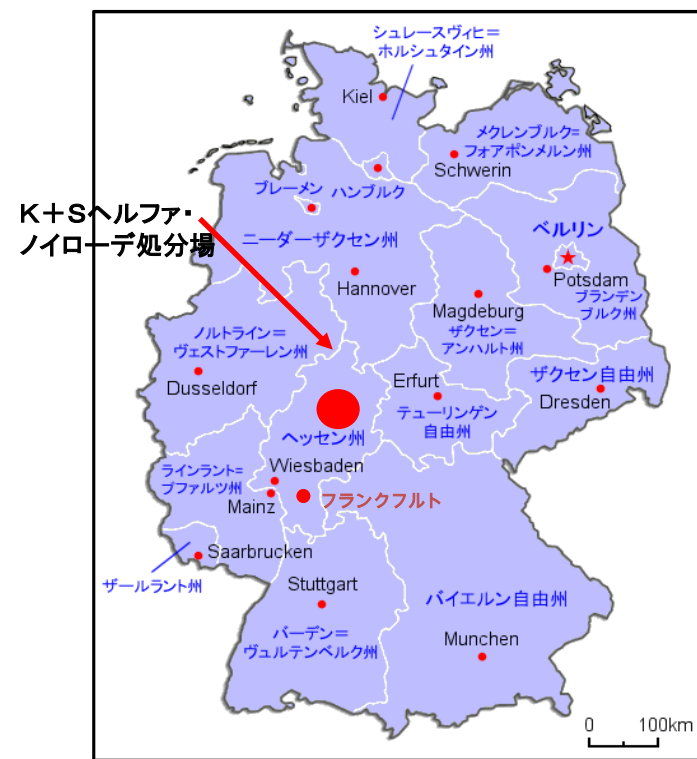 シュレースヴィヒ＝
ホルシュタイン州
Kiel
メクレンブルク＝
フォアポンメルン州
Schwerin
ブレーメン
ハンブルク
K＋Sヘルファ・
ノイローデ処分場
ニーダーザクセン州
ベルリン
Hannover
Potsdam
ブランデン
ブルク州
Magdeburg
ザクセン＝
アンハルト州
ノルトライン＝
ヴェストファーレン州
Dusseldorf
Erfurt
ザクセン自由州
Dresden
テューリンゲン
自由州
ヘッセン州
Wiesbaden
ラインラント＝
プファルツ州
Mainz
フランクフルト
Saarbrucken
ザールラント州
Stuttgart
バイエルン自由州
バーデン＝
ヴュルテンベルク州
Munchen
0 100km